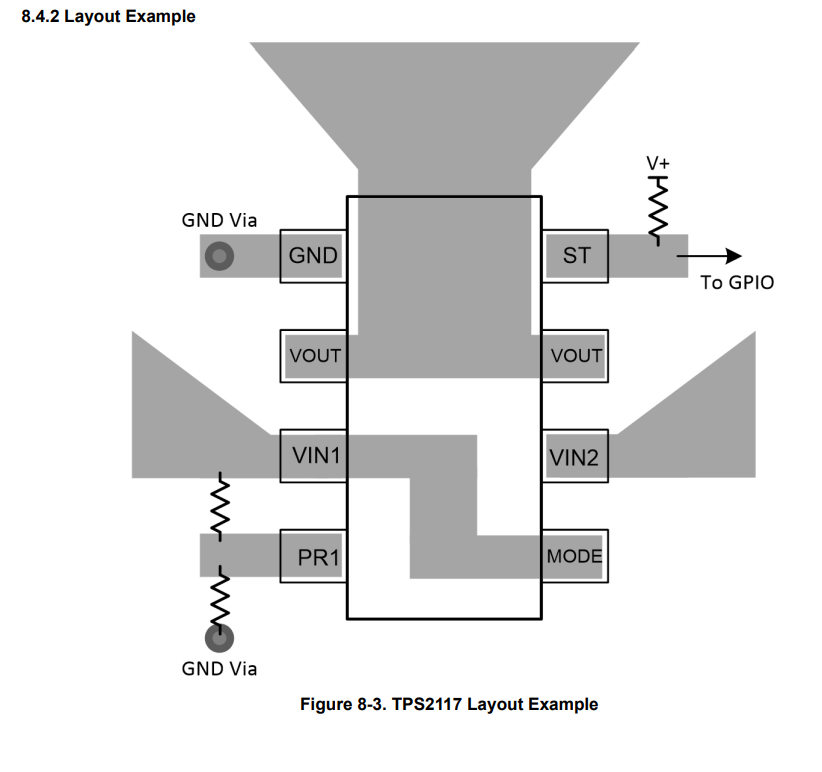 8.4.2 Layout Example
V+
GND Via
GND
ST
To GPIO
VOUT
VOUT
VIN1
VIN2
PR1
MODE
GND Via
Figure 8-3. TPS2117 Layout Example